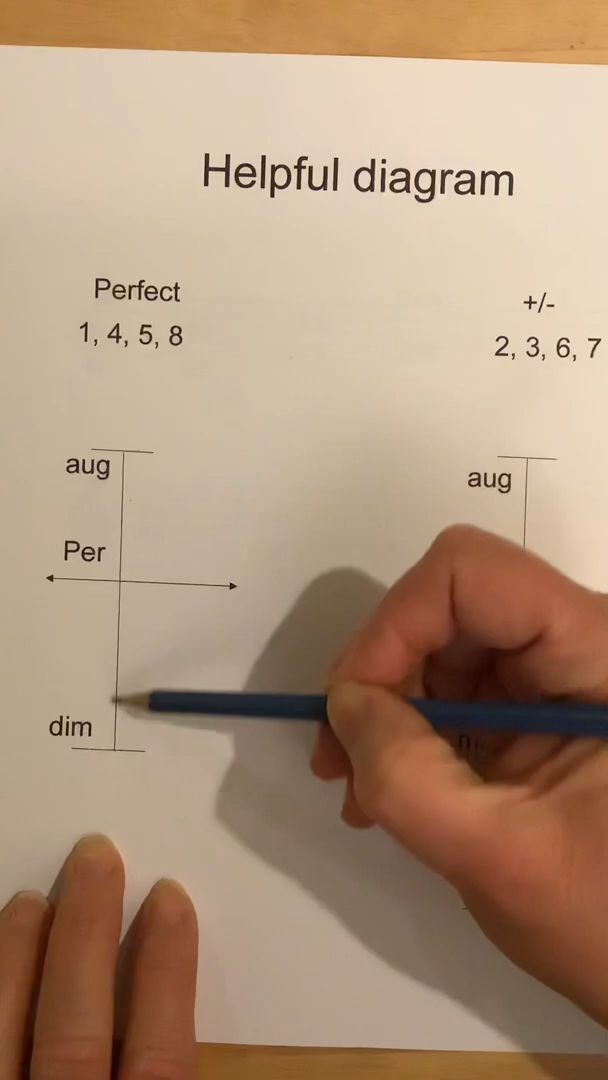 Helpful diagram
Perfect
1, 4, 5, 8
+/-
2, 3, 6, 7
aug
Per
dim
aug